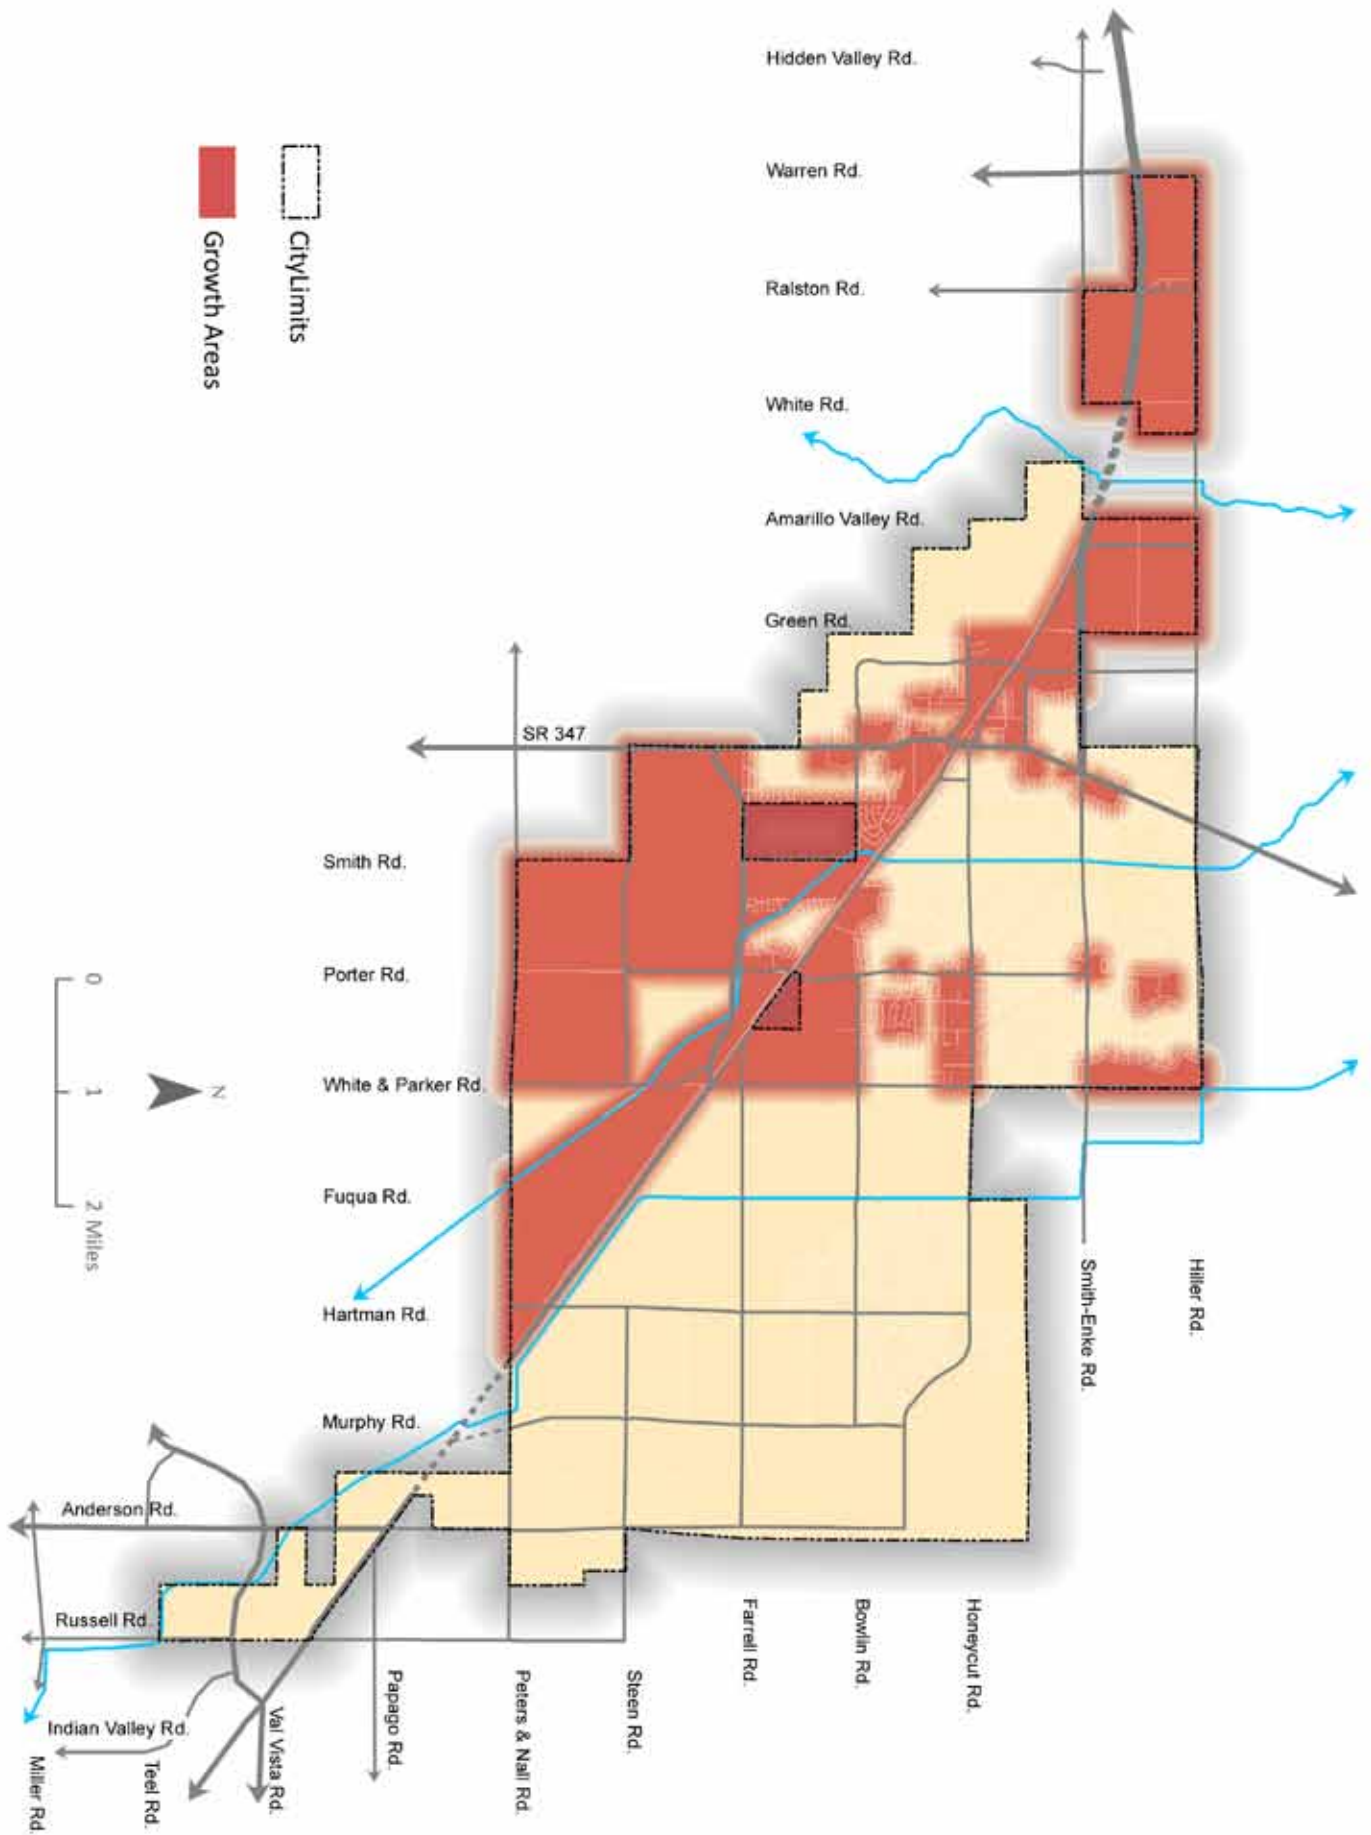 Hidden Valley Rd.
Warren Rd.
Ralston Rd.
White Rd.
Amarillo Valley Rd.
Green Rd.
CityLimits
Growth Areas
SR 347
Smith Rd.
Porter Rd.
White & Parker Rd.
Fuqua Rd.
Hartman Rd.
Murphy Rd.
Anderson Rd.
Russell Rd.
Indian Valley Rd.
0
1
2 Miles
N
Hiller Rd.
Smith-Enke Rd.
Honeycut Rd.
Bowlin Rd.
Farrell Rd.
Steen Rd.
Peters & Nall Rd.
Papago Rd.
Val Vista Rd.
Teel Rd.
Miller Rd.